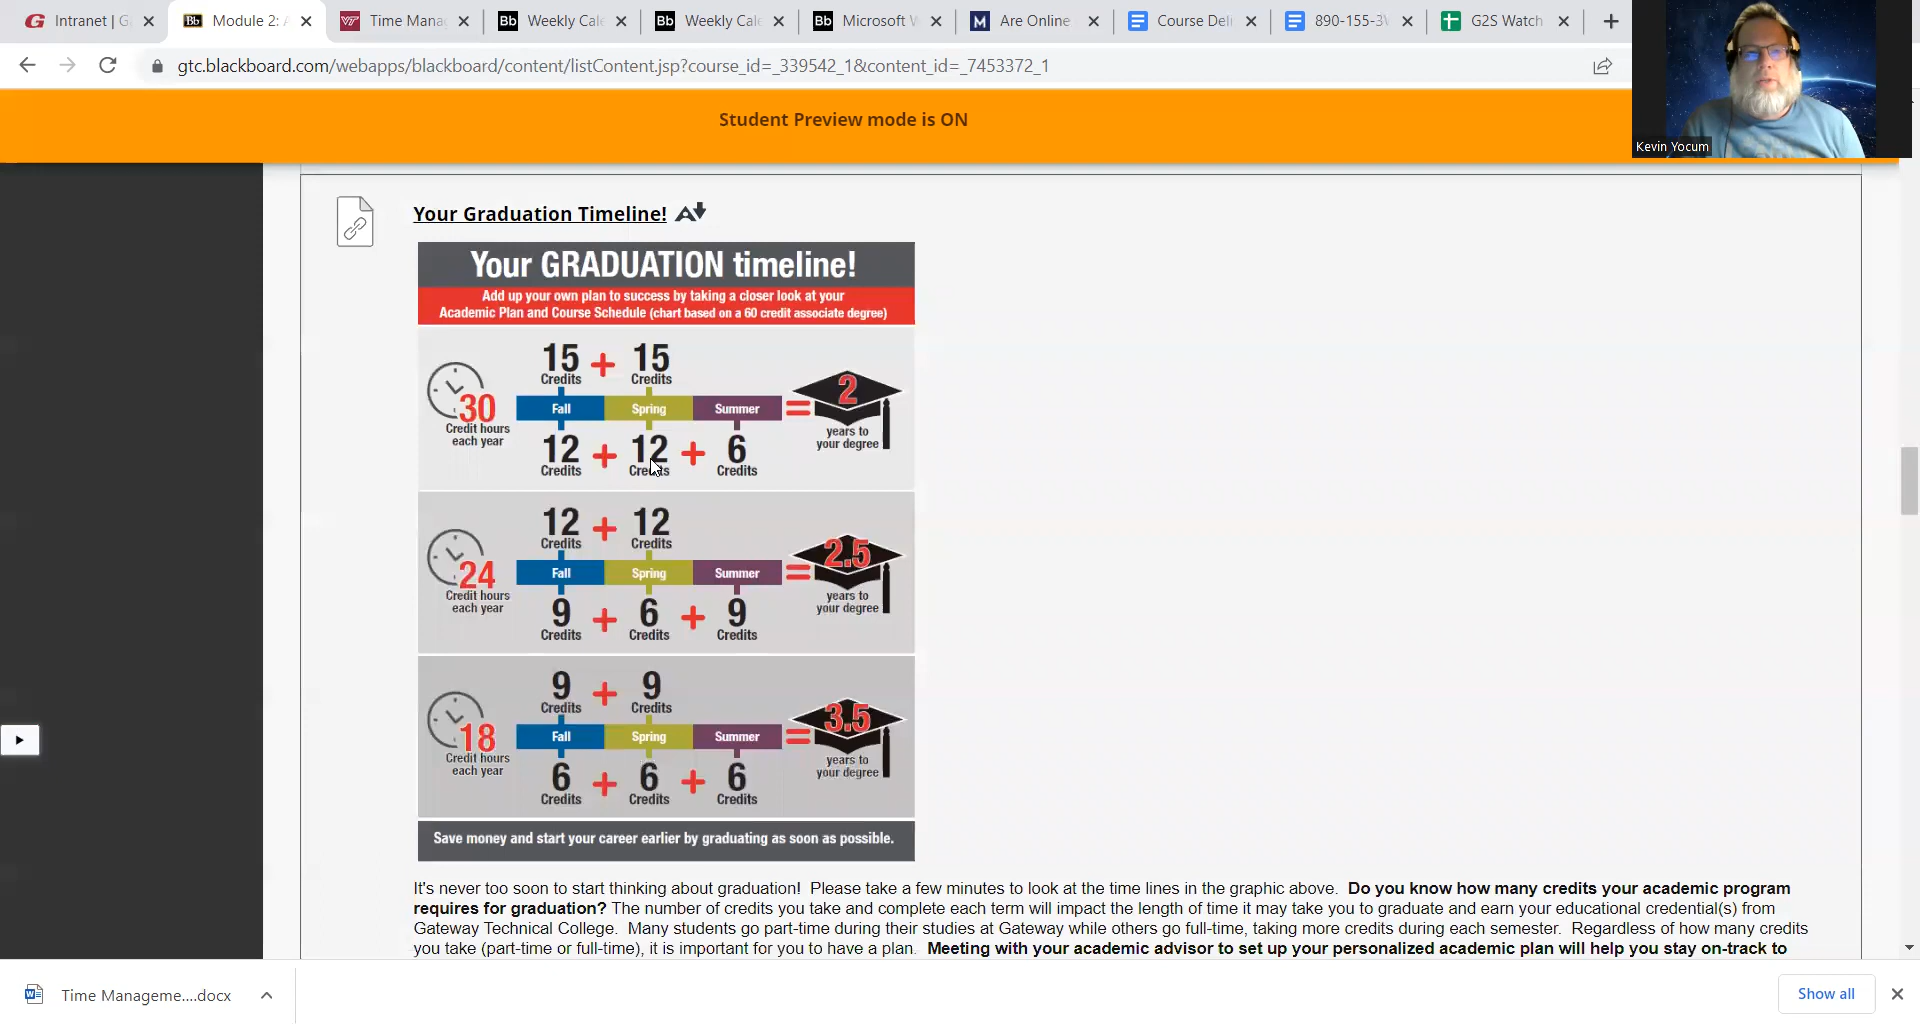 Intranet | G
Module 2: A
Time Mana
Weekly Cale
Weekly Cale
Microsoft W
Are Online
Course Deli
890-155-3V
G2S Watch
gtc.blackboard.com/webapps/blackboard/content/listContent.jsp?course_id=_339542_1&content_id=_7453372_1
Student Preview mode is ON
Kevin Yocum
Your Graduation Timeline!
Your GRADUATION timeline!
Add up your own plan to success by taking a closer look at your
Academic Plan and Course Schedule (chart based on a 60 credit associate degree)
15 + 15
Credits Credits
30
Credit hours
each year
Fall Spring Summer
=
2
years to
your degree
12 + 12 + 6
Credits Credits Credits
12 + 12
Credits Credits
24
Credit hours
each year
Fall Spring Summer
=
2.5
years to
your degree
9 + 6 + 9
Credits Credits Credits
9 + 9
Credits Credits
18
Credit hours
each year
Fall Spring Summer
=
3.5
years to
your degree
6 + 6 + 6
Credits Credits Credits
Save money and start your career earlier by graduating as soon as possible.
It's never too soon to start thinking about graduation! Please take a few minutes to look at the time lines in the graphic above. Do you know how many credits your academic program
requires for graduation? The number of credits you take and complete each term will impact the length of time it may take you to graduate and earn your educational credential(s) from
Gateway Technical College. Many students go part-time during their studies at Gateway while others go full-time, taking more credits during each semester. Regardless of how many credits
you take (part-time or full-time), it is important for you to have a plan. Meeting with your academic advisor to set up your personalized academic plan will help you stay on-track to
Time Manageme....docx
Show all